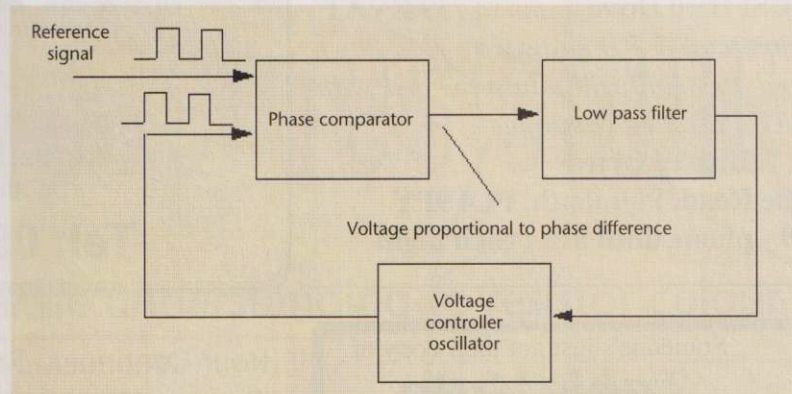 Reference
signal
Phase comparator
Low pass filter
Voltage proportional to phase difference
Voltage
controller
oscillator